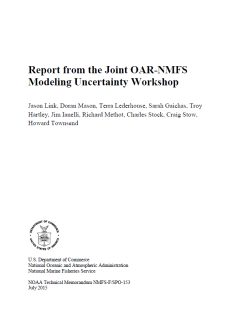 Report from the Joint OAR-NMFS
Modeling Uncertainty Workshop
Jason Link, Doran Mason, Terra Lederhouse, Sarah Gaichas, Troy
Hartley, Jim Ianelli, Richard Methot, Charles Stock, Craig Stow,
Howard Townsend
U.S. Department of Commerce
National Oceanic and Atmospheric Administration
National Marine Fisheries Service
NOAA Technical Memorandum NMFS-F/SPO-153
July 2015